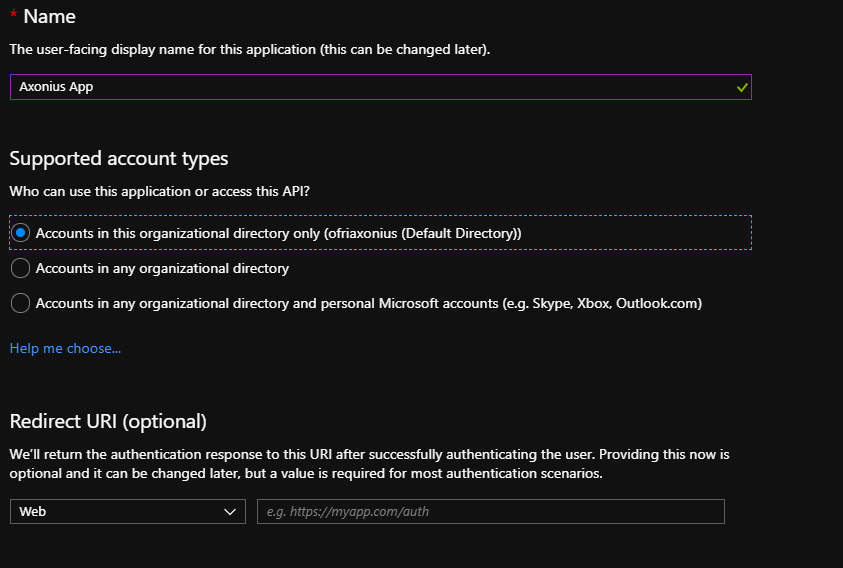 * Name
The user-facing display name for this application (this can be changed later).
Axonius App
Supported account types
Who can use this application or access this API?
Accounts in this organizational directory only (ofriaxonius (Default Directory))
Accounts in any organizational directory
Accounts in any organizational directory and personal Microsoft accounts (e.g. Skype, Xbox, Outlook.com)
Help me choose...
Redirect URI (optional)
We'll return the authentication response to this URI after successfully authenticating the user. Providing this now is
optional and it can be changed later, but a value is required for most authentication scenarios.
Web
e.g. https://myapp.com/auth